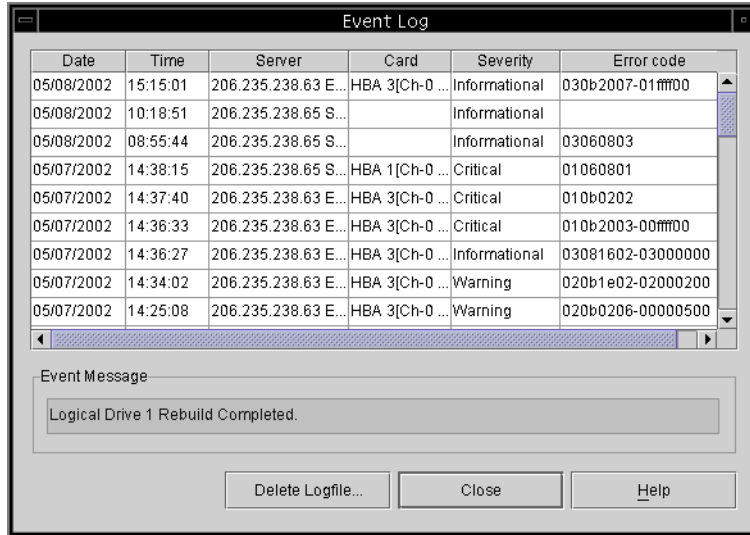 Event Log
Date Time Server Card Severity Error code
05/08/2002 15:15:01 206.235.238.63 E... HBA 3[Ch-0 ... Informational 030b2007-01ffff00
05/08/2002 10:18:51 206.235.238.65 S... Informational
05/08/2002 08:55:44 206.235.238.65 S... Informational 03060803
05/07/2002 14:38:15 206.235.238.65 S... HBA 1[Ch-0 ... Critical 01060801
05/07/2002 14:37:40 206.235.238.63 E... HBA 3[Ch-0 ... Critical 010b0202
05/07/2002 14:36:33 206.235.238.63 E... HBA 3[Ch-0 ... Critical 010b2003-00ffff00
05/07/2002 14:36:27 206.235.238.63 E... HBA 3[Ch-0 ... Informational 03081602-03000000
05/07/2002 14:34:02 206.235.238.63 E... HBA 3[Ch-0 ... Warning 020b1e02-02000200
05/07/2002 14:25:08 206.235.238.63 E... HBA 3[Ch-0 ... Warning 020b0206-00000500
Event Message
Logical Drive 1 Rebuild Completed.
Delete Logfile... Close Help